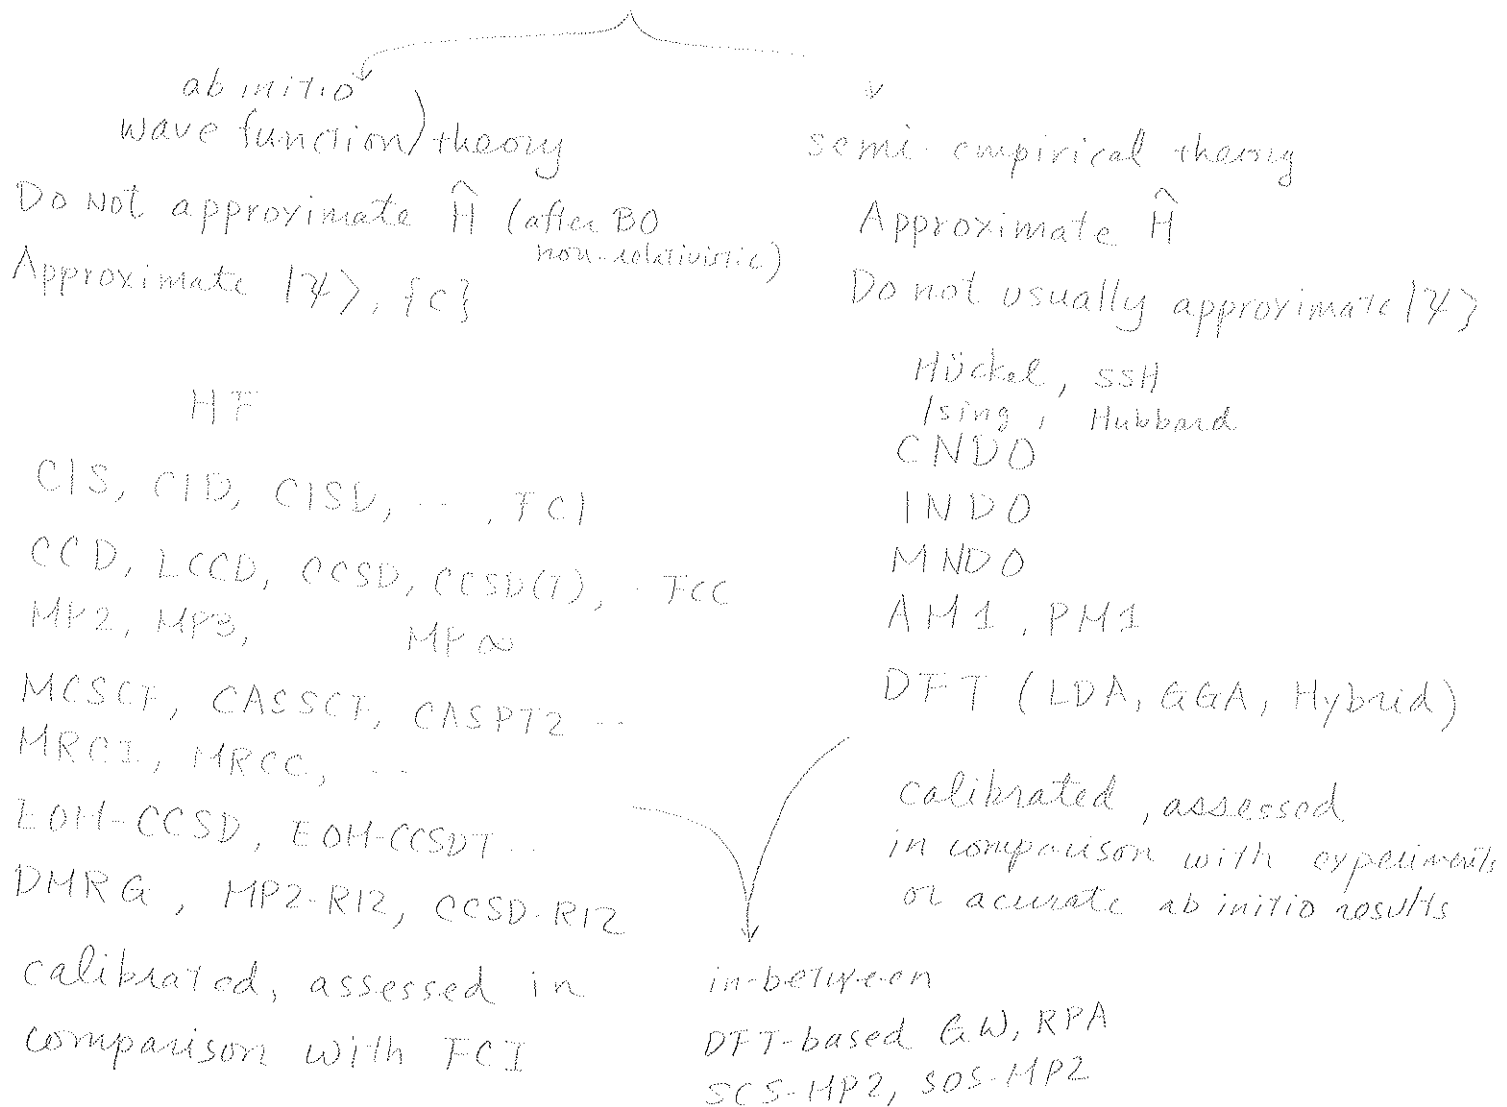 ab initio
wave function) theory
Do Not approximate Ĥ (after BO
non-relativistic)
Approximate |Ψ⟩, {C}
HF
CIS, CID, CISD, ·· , FCI
CCD, LCCD, CCSD, CCSD(T), · FCC
MP2, MP3, MP∞
MCSCF, CASSCF, CASPT2 ··
MRCI, MRCC, ··
EOM-CCSD, EOM-CCSDT ··
DMRG, MP2-R12, CCSD-R12
calibrated, assessed in
comparison with FCI
semi-empirical theory
Approximate Ĥ
Do not usually approximate |Ψ⟩
Hückel, SSH
Ising, Hubbard
CNDO
INDO
MNDO
AM1, PM1
DFT (LDA, GGA, Hybrid)
calibrated, assessed
in comparison with experiments
or acurate ab initio results
in-between
DFT-based GW, RPA
SCS-MP2, SOS-MP2